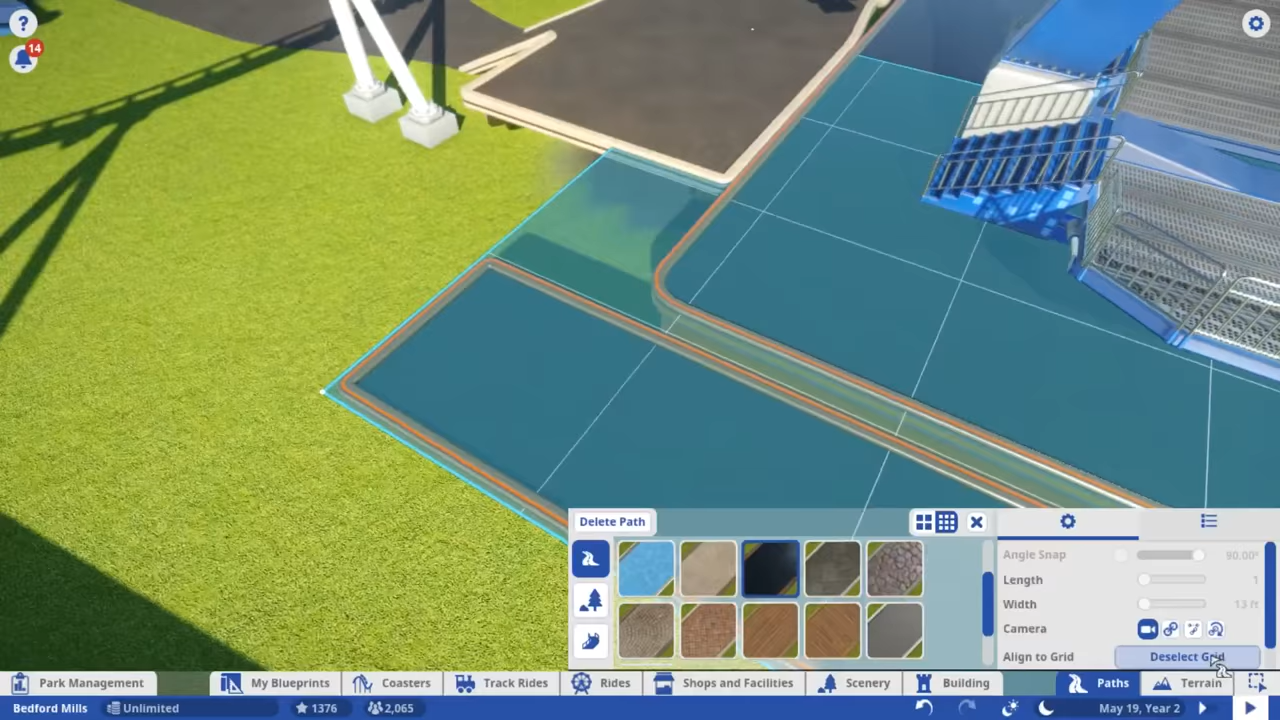 ?
14
Delete Path
Angle Snap 90.00°
Length 1
Width 13 ft
Camera
Align to Grid Deselect Grid
Park Management My Blueprints Coasters Track Rides Rides Shops and Facilities Scenery Building Paths Terrain
Bedford Mills Unlimited 1376 2,065 May 19, Year 2